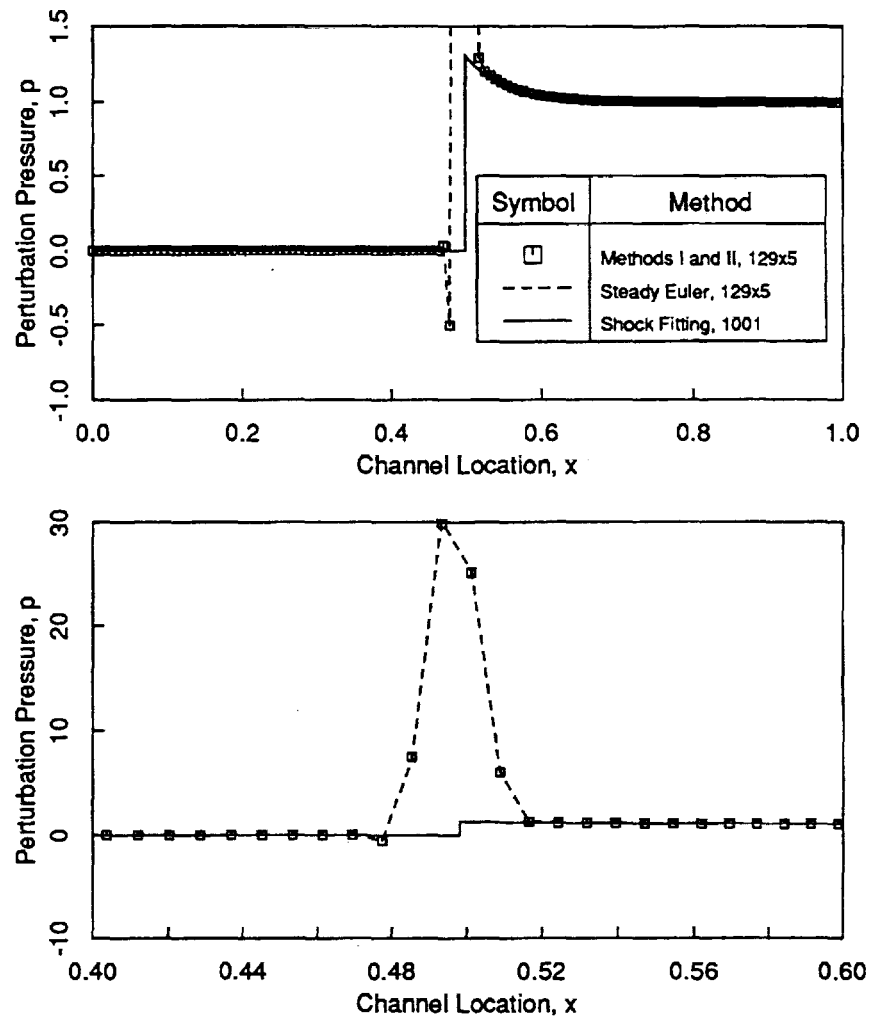 Perturbation Pressure, p
1.5
1.0
0.5
0.0
-0.5
-1.0
Symbol Method
Methods I and II, 129x5
Steady Euler, 129x5
Shock Fitting, 1001
0.0 0.2 0.4 0.6 0.8 1.0
Channel Location, x
Perturbation Pressure, p
30
20
10
0
-10
0.40 0.44 0.48 0.52 0.56 0.60
Channel Location, x